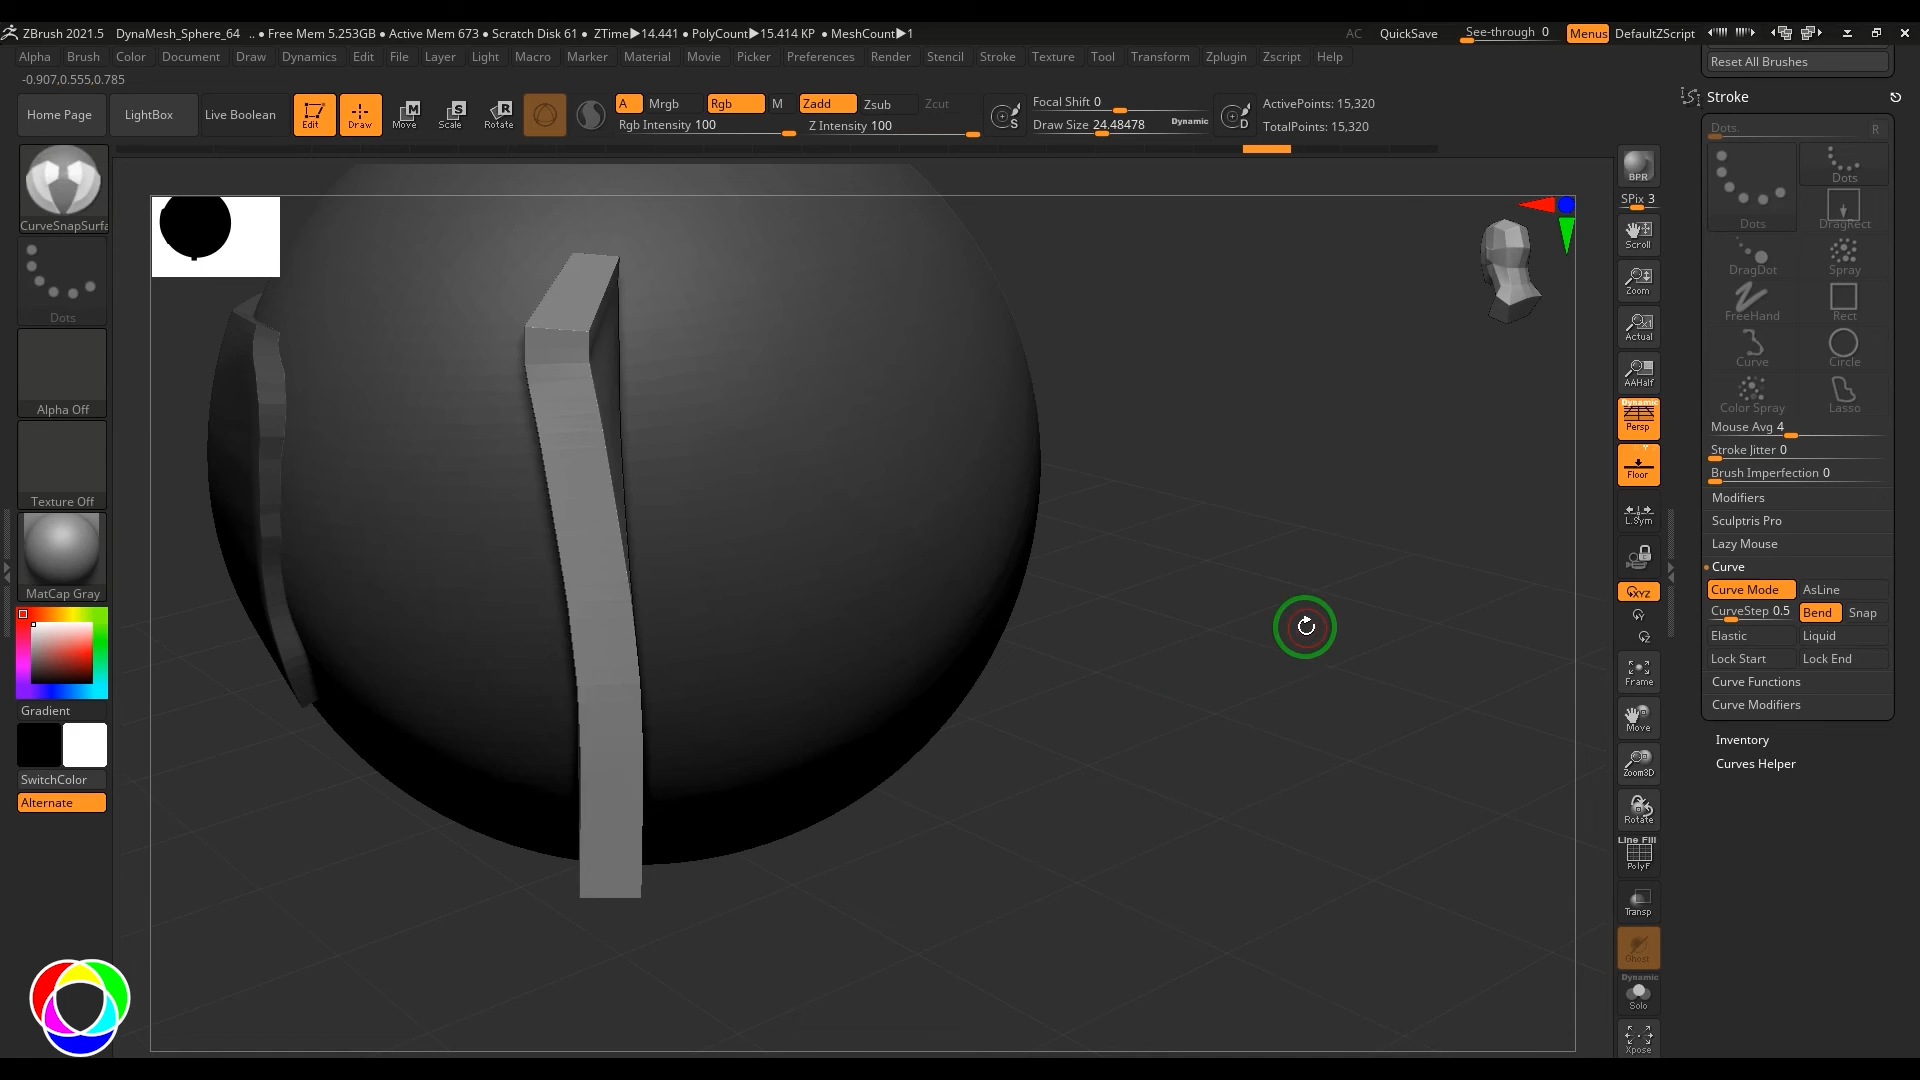 ZBrush 2021.5 DynaMesh_Sphere_64 .. ● Free Mem 5.253GB ● Active Mem 673 ● Scratch Disk 61 ● ZTime▶14.441 ● PolyCount▶15.414 KP ● MeshCount▶1 AC QuickSave See-through 0 Menus DefaultZScript
Alpha Brush Color Document Draw Dynamics Edit File Layer Light Macro Marker Material Movie Picker Preferences Render Stencil Stroke Texture Tool Transform Zplugin Zscript Help
Reset All Brushes
-0.907,0.555,0.785
Stroke
Home Page LightBox Live Boolean Edit Draw Move Scale Rotate
A Mrgb Rgb M Zadd Zsub Zcut
Rgb Intensity 100 Z Intensity 100
S
Focal Shift 0
Draw Size 24.48478 Dynamic
D
ActivePoints: 15,320
TotalPoints: 15,320
CurveSnapSurfa
Dots
Alpha Off
Texture Off
MatCap Gray
Gradient
SwitchColor
Alternate
BPR
SPix 3
Scroll
Zoom
Actual
AAHalf
Dynamic
Persp
Floor
L.Sym
XYZ
Y
Z
Frame
Move
Zoom3D
Rotate
Line Fill
PolyF
Transp
Ghost
Dynamic
Solo
Xpose
Dots. R
Dots Dots
DragRect
DragDot Spray
FreeHand Rect
Curve Circle
Color Spray Lasso
Mouse Avg 4
Stroke Jitter 0
Brush Imperfection 0
Modifiers
Sculptris Pro
Lazy Mouse
Curve
Curve Mode AsLine
CurveStep 0.5 Bend Snap
Elastic Liquid
Lock Start Lock End
Curve Functions
Curve Modifiers
Inventory
Curves Helper